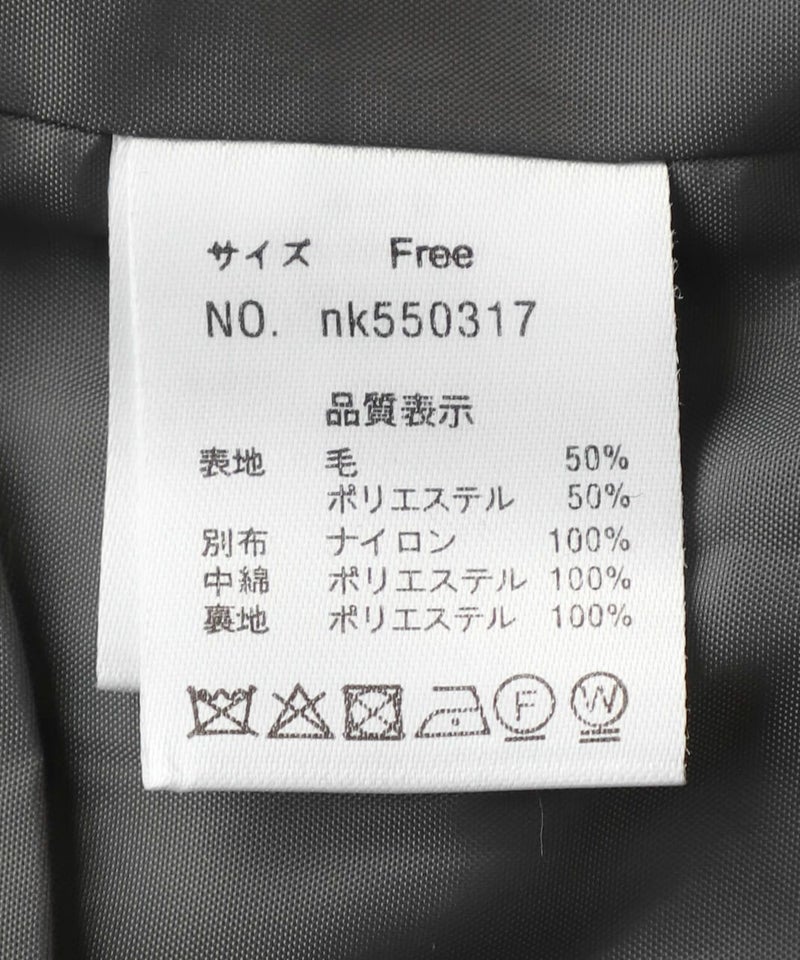 サイズ Free
NO. nk550317
品質表示
表地 毛 50%
ポリエステル 50%
別布 ナイロン 100%
中綿 ポリエステル 100%
裏地 ポリエステル 100%
F W